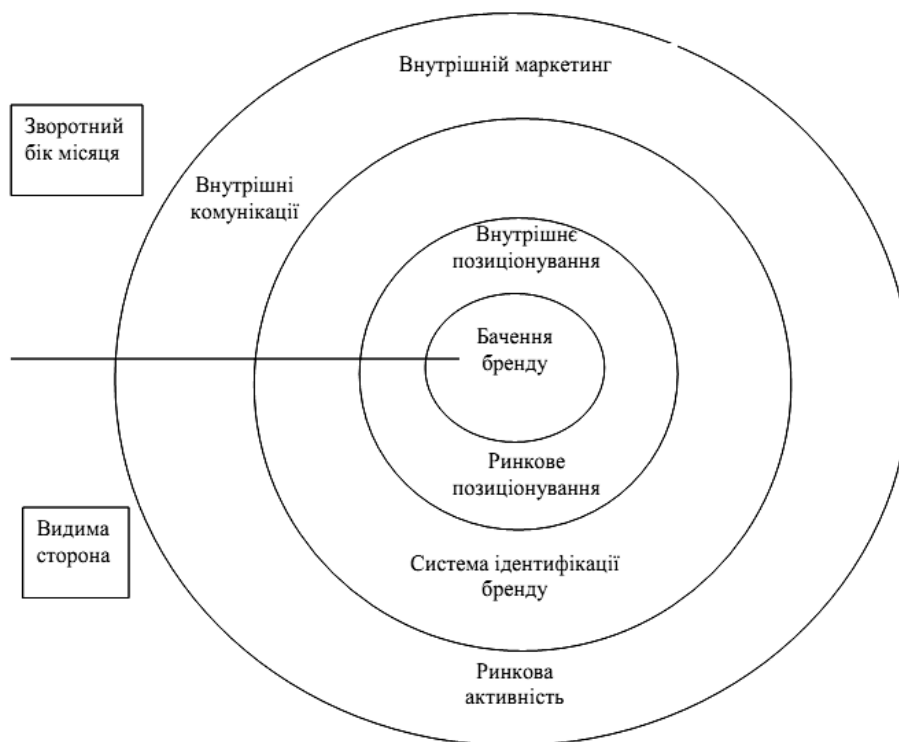 Внутрішній маркетинг
Зворотний
бік місяця
Внутрішні
комунікації
Внутрішнє
позиціонування
Бачення
бренду
Ринкове
позиціонування
Видима
сторона
Система ідентифікації
бренду
Ринкова
активність